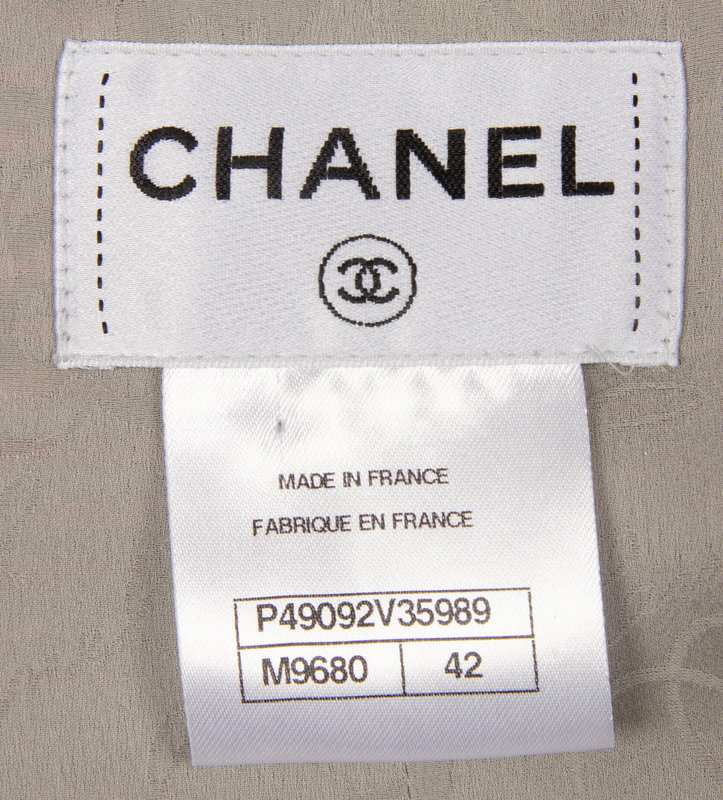 CHANEL
MADE IN FRANCE
FABRIQUE EN FRANCE
P49092V35989
M9680 42